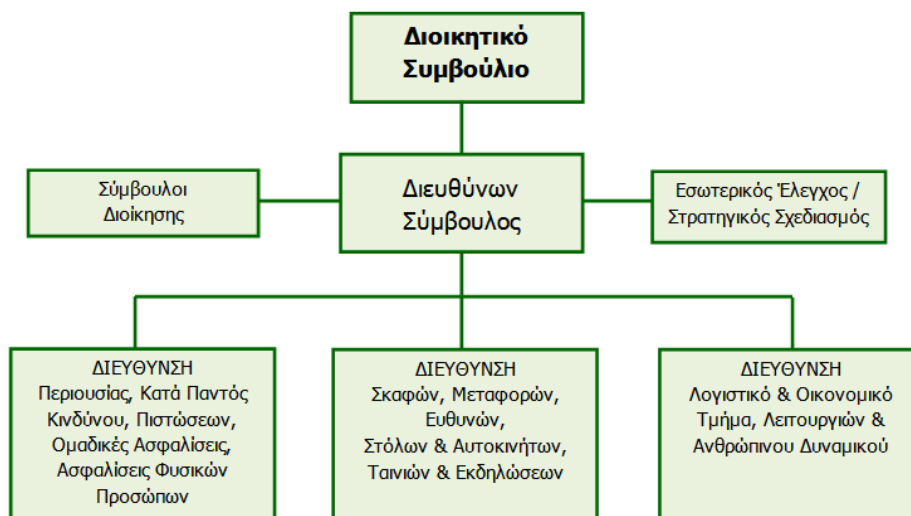 Διοικητικό
Συμβούλιο
Σύμβουλοι
Διοίκησης
Διευθύνων
Σύμβουλος
Εσωτερικός Έλεγχος /
Στρατηγικός Σχεδιασμός
ΔΙΕΥΘΥΝΣΗ
Περιουσίας, Κατά Παντός
Κινδύνου, Πιστώσεων,
Ομαδικές Ασφαλίσεις,
Ασφαλίσεις Φυσικών
Προσώπων
ΔΙΕΥΘΥΝΣΗ
Σκαφών, Μεταφορών,
Ευθυνών,
Στόλων & Αυτοκινήτων,
Ταινιών & Εκδηλώσεων
ΔΙΕΥΘΥΝΣΗ
Λογιστικό & Οικονομικό
Τμήμα, Λειτουργιών &
Ανθρώπινου Δυναμικού